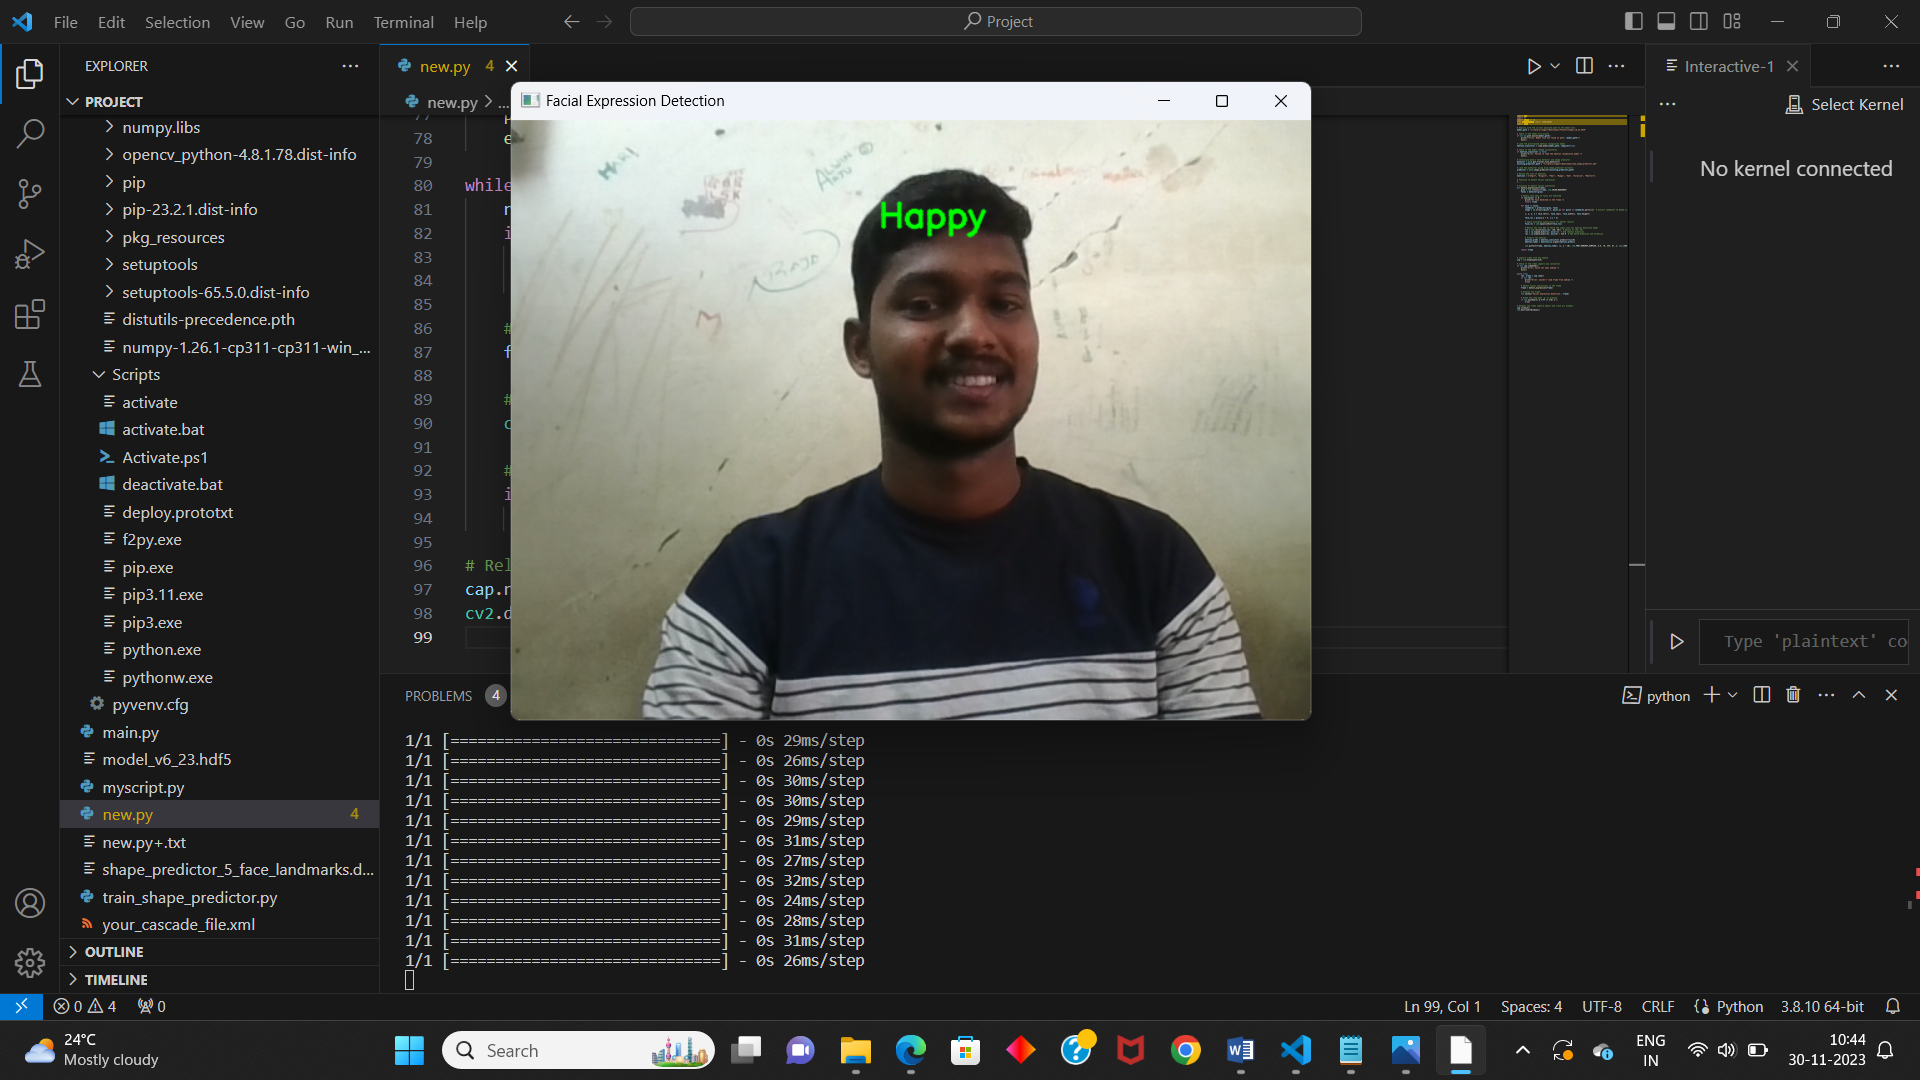 File Edit Selection View Go Run Terminal Help
Project
EXPLORER
PROJECT
numpy.libs
opencv_python-4.8.1.78.dist-info
pip
pip-23.2.1.dist-info
pkg_resources
setuptools
setuptools-65.5.0.dist-info
distutils-precedence.pth
numpy-1.26.1-cp311-cp311-win_...
Scripts
activate
activate.bat
Activate.ps1
deactivate.bat
deploy.prototxt
f2py.exe
pip.exe
pip3.11.exe
pip3.exe
python.exe
pythonw.exe
pyvenv.cfg
main.py
model_v6_23.hdf5
myscript.py
new.py 4
new.py+.txt
shape_predictor_5_face_landmarks.d...
train_shape_predictor.py
your_cascade_file.xml
OUTLINE
TIMELINE
new.py 4
new.py > ...
78 e
79
80 while
81
82 i
83
84
85
86 #
87 f
88
89 #
90 c
91
92 #
93 i
94
95
96 # Rel
97 cap.r
98 cv2.d
99
Facial Expression Detection
Happy
HARI
RAJA
M
Interactive-1
Select Kernel
No kernel connected
Type 'plaintext' co
PROBLEMS 4
python
1/1 [==============================] - 0s 29ms/step
1/1 [==============================] - 0s 26ms/step
1/1 [==============================] - 0s 30ms/step
1/1 [==============================] - 0s 30ms/step
1/1 [==============================] - 0s 29ms/step
1/1 [==============================] - 0s 31ms/step
1/1 [==============================] - 0s 27ms/step
1/1 [==============================] - 0s 32ms/step
1/1 [==============================] - 0s 24ms/step
1/1 [==============================] - 0s 28ms/step
1/1 [==============================] - 0s 31ms/step
1/1 [==============================] - 0s 26ms/step
0 4 0
Ln 99, Col 1 Spaces: 4 UTF-8 CRLF Python 3.8.10 64-bit
24°C
Mostly cloudy
Search
ENG
IN
10:44
30-11-2023